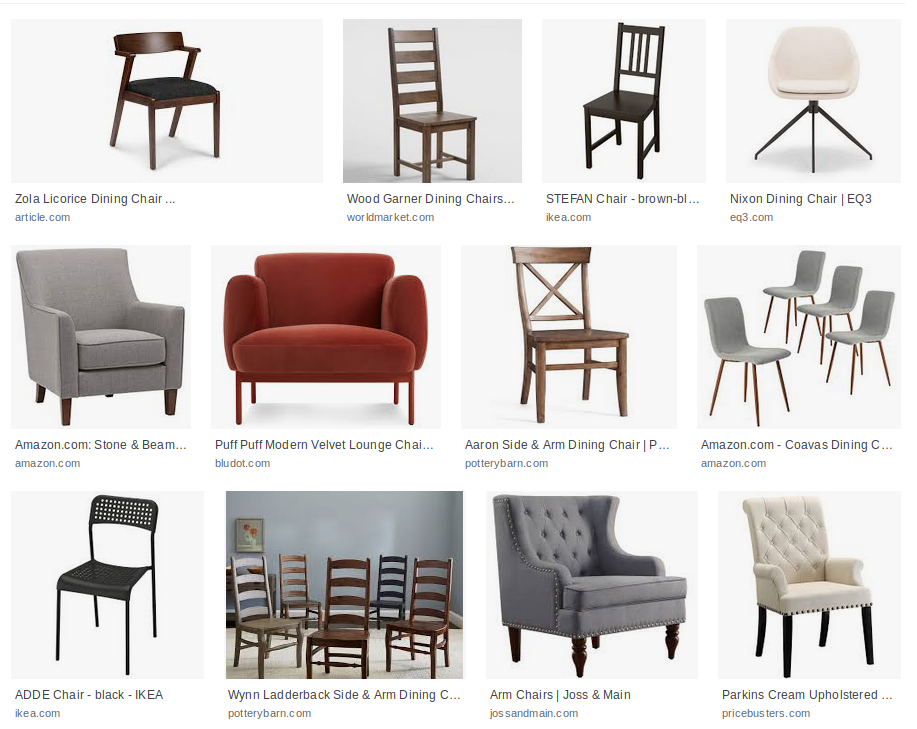 Zola Licorice Dining Chair ...
article.com
Wood Garner Dining Chairs...
worldmarket.com
STEFAN Chair - brown-bl...
ikea.com
Nixon Dining Chair | EQ3
eq3.com
Amazon.com: Stone & Beam...
amazon.com
Puff Puff Modern Velvet Lounge Chai...
bludot.com
Aaron Side & Arm Dining Chair | P...
potterybarn.com
Amazon.com - Coavas Dining C...
amazon.com
ADDE Chair - black - IKEA
ikea.com
Wynn Ladderback Side & Arm Dining C...
potterybarn.com
Arm Chairs | Joss & Main
jossandmain.com
Parkins Cream Upholstered ...
pricebusters.com